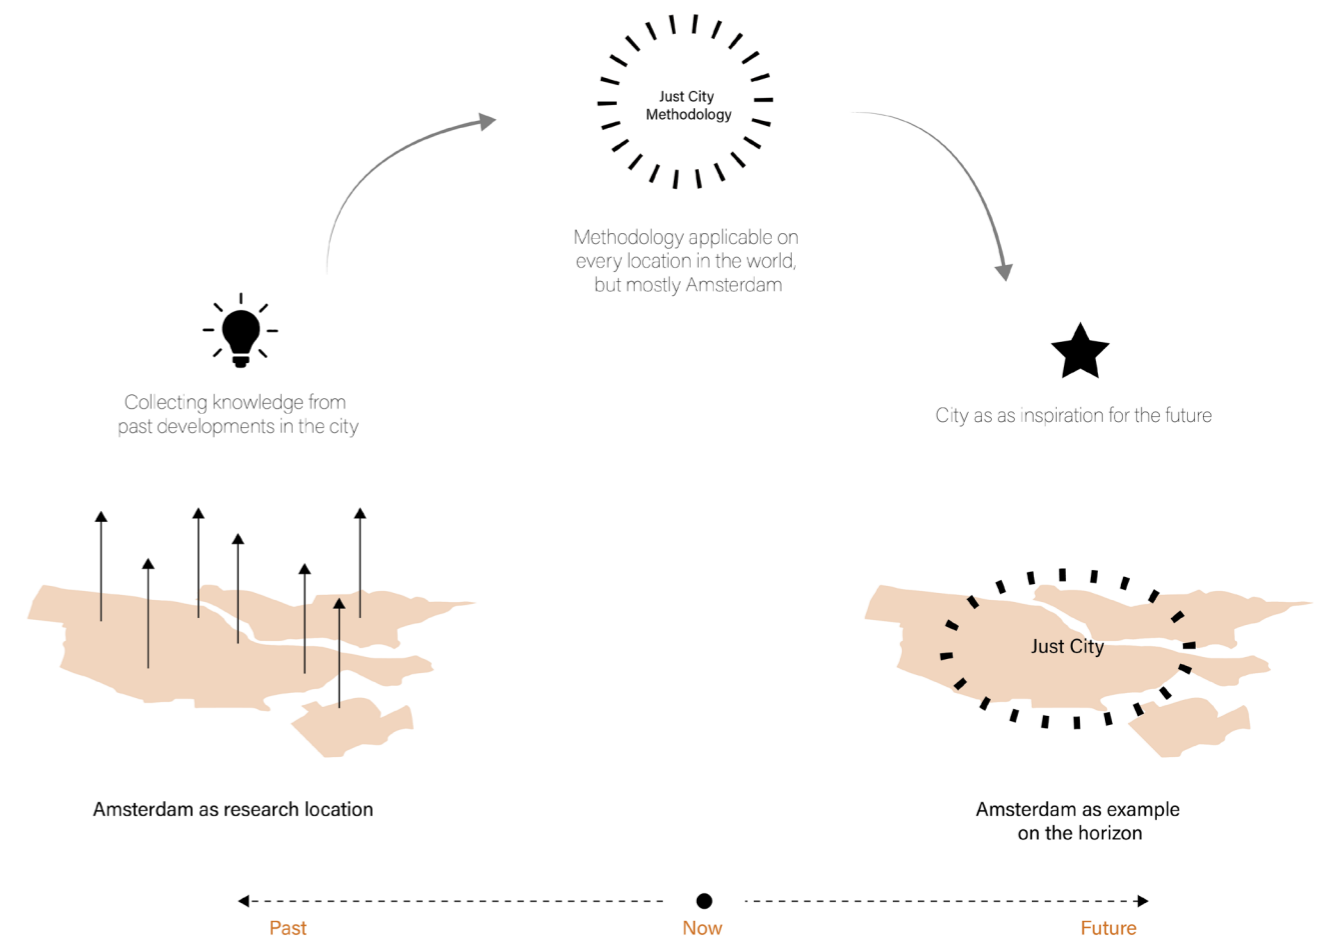 Just City
Methodology
Methodology applicable on
every location in the world,
but mostly Amsterdam
Collecting knowledge from
past developments in the city
City as as inspiration for the future
Just City
Amsterdam as research location
Amsterdam as example
on the horizon
Past
Now
Future